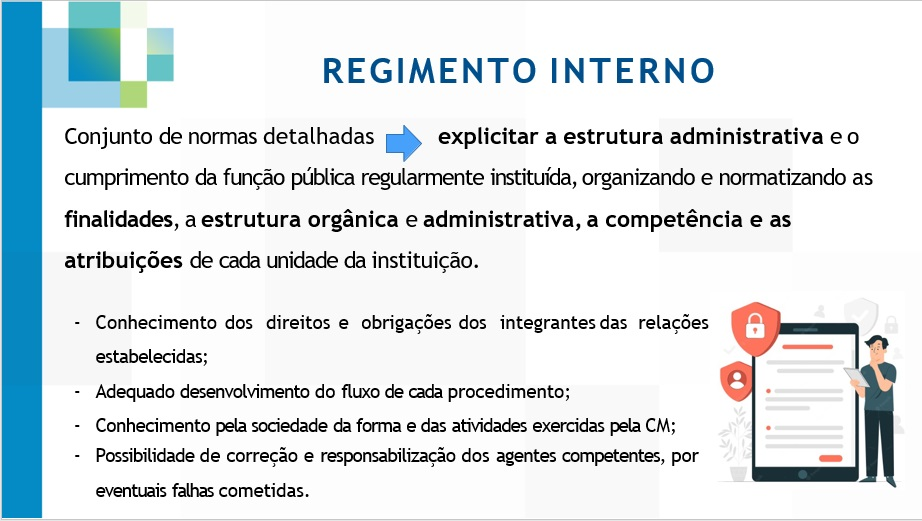 REGIMENTO INTERNO
Conjunto de normas detalhadas explicitar a estrutura administrativa e o
cumprimento da função pública regularmente instituída, organizando e normatizando as
finalidades, a estrutura orgânica e administrativa, a competência e as
atribuições de cada unidade da instituição.
- Conhecimento dos direitos e obrigações dos integrantes das relações
estabelecidas;
- Adequado desenvolvimento do fluxo de cada procedimento;
- Conhecimento pela sociedade da forma e das atividades exercidas pela CM;
- Possibilidade de correção e responsabilização dos agentes competentes, por
eventuais falhas cometidas.